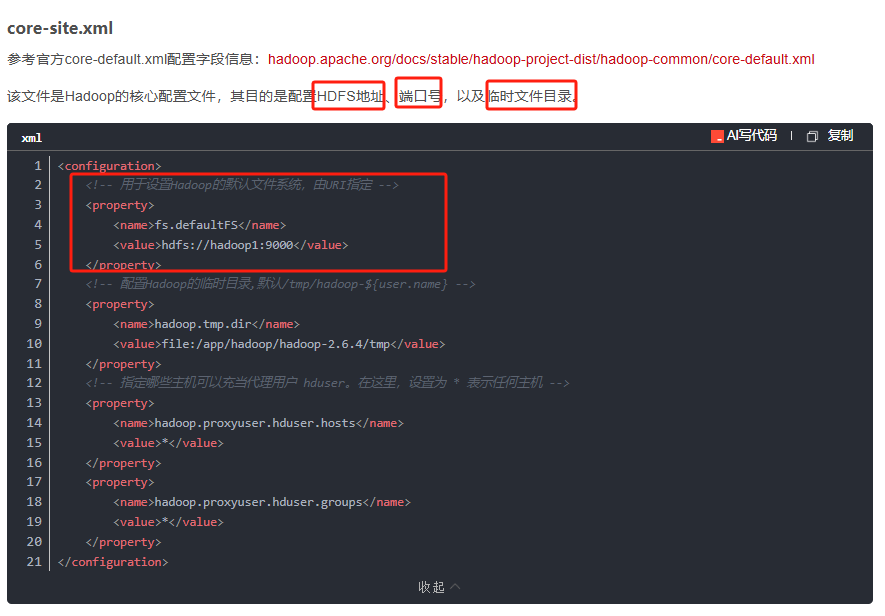 core-site.xml
参考官方core-default.xml配置字段信息：hadoop.apache.org/docs/stable/hadoop-project-dist/hadoop-common/core-default.xml
该文件是Hadoop的核心配置文件，其目的是配置HDFS地址、端口号，以及临时文件目录。
xml AI写代码 复制
1 <configuration>
2 <!-- 用于设置Hadoop的默认文件系统，由URI指定 -->
3 <property>
4 <name>fs.defaultFS</name>
5 <value>hdfs://hadoop1:9000</value>
6 </property>
7 <!-- 配置Hadoop的临时目录,默认/tmp/hadoop-${user.name} -->
8 <property>
9 <name>hadoop.tmp.dir</name>
10 <value>file:/app/hadoop/hadoop-2.6.4/tmp</value>
11 </property>
12 <!-- 指定哪些主机可以充当代理用户 hduser。在这里，设置为 * 表示任何主机 -->
13 <property>
14 <name>hadoop.proxyuser.hduser.hosts</name>
15 <value>*</value>
16 </property>
17 <property>
18 <name>hadoop.proxyuser.hduser.groups</name>
19 <value>*</value>
20 </property>
21 </configuration>
收起